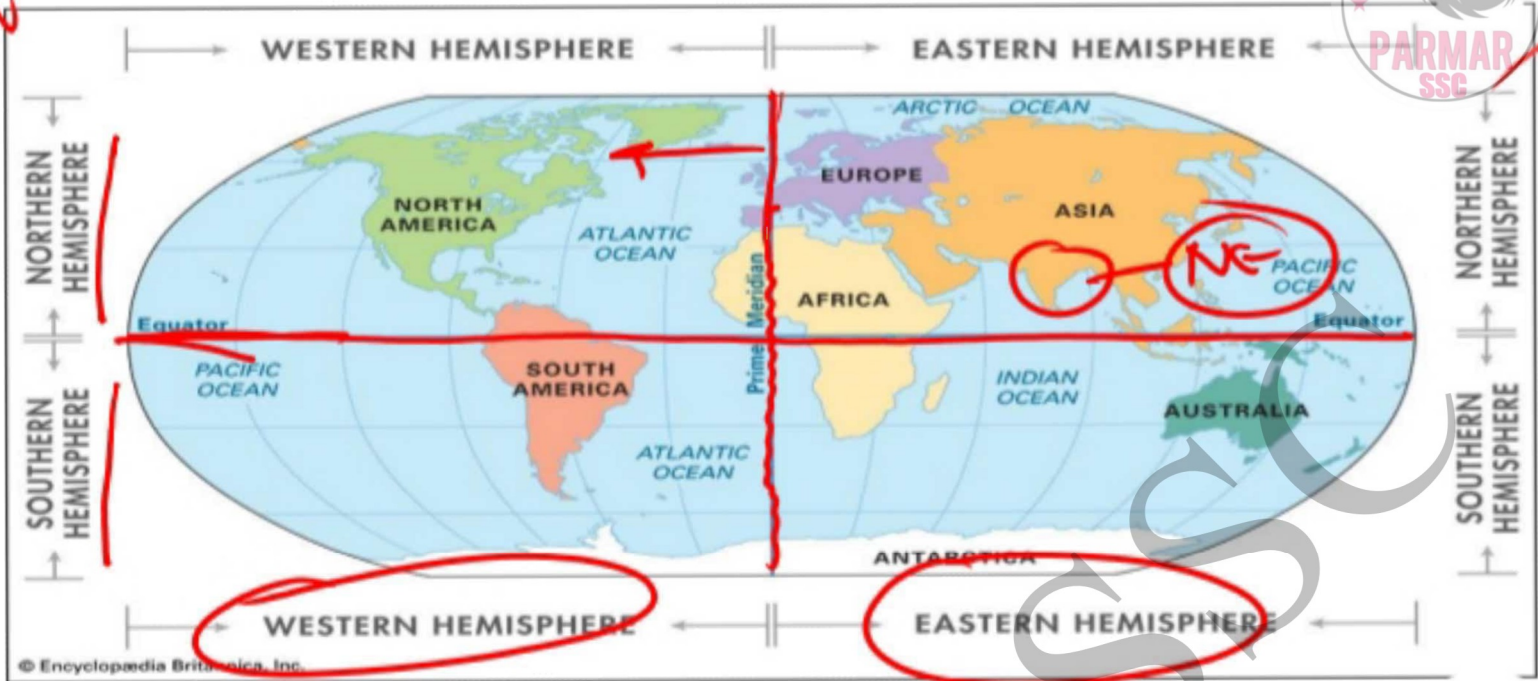 PARMAR
SSC
WESTERN HEMISPHERE
EASTERN HEMISPHERE
NORTHERN
HEMISPHERE
ARCTIC OCEAN
EUROPE
NORTH
AMERICA
ASIA
ATLANTIC
OCEAN
NE
PACIFIC
OCEAN
Prime Meridian
AFRICA
NORTHERN
HEMISPHERE
Equator
Equator
PACIFIC
OCEAN
SOUTH
AMERICA
INDIAN
OCEAN
AUSTRALIA
SOUTHERN
HEMISPHERE
ATLANTIC
OCEAN
SOUTHERN
HEMISPHERE
ANTARCTICA
WESTERN HEMISPHERE
EASTERN HEMISPHERE
SSC
© Encyclopædia Britannica, Inc.